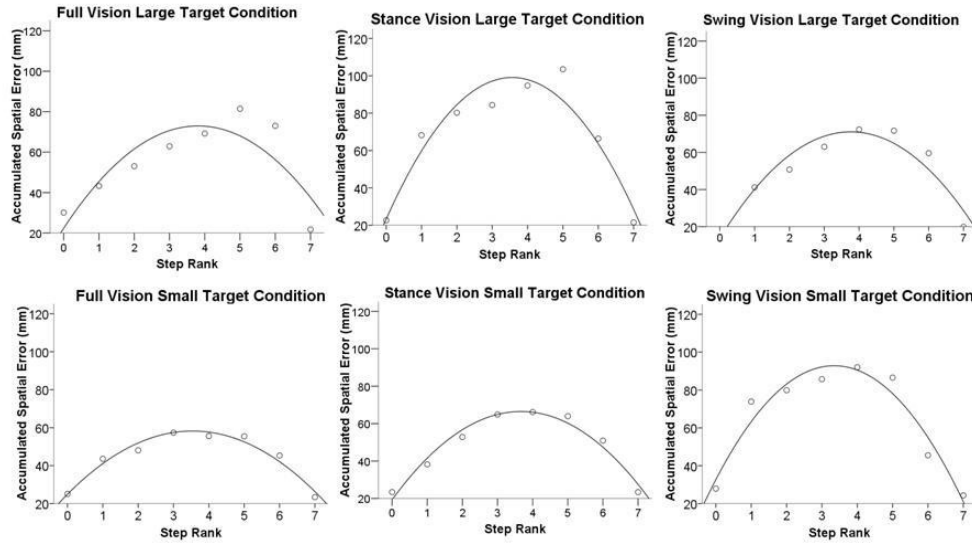 Full Vision Large Target Condition
Accumulated Spatial Error (mm)
120
100
80
60
40
20
0 1 2 3 4 5 6 7
Step Rank
Stance Vision Large Target Condition
Accumulated Spatial Error (mm)
120
100
80
60
40
20
0 1 2 3 4 5 6 7
Step Rank
Swing Vision Large Target Condition
Accumulated Spatial Error (mm)
120
100
80
60
40
20
0 1 2 3 4 5 6 7
Step Rank
Full Vision Small Target Condition
Accumulated Spatial Error (mm)
120
100
80
60
40
20
0 1 2 3 4 5 6 7
Step Rank
Stance Vision Small Target Condition
Accumulated Spatial Error (mm)
120
100
80
60
40
20
0 1 2 3 4 5 6 7
Step Rank
Swing Vision Small Target Condition
Accumulated Spatial Error (mm)
120
100
80
60
40
20
0 1 2 3 4 5 6 7
Step Rank